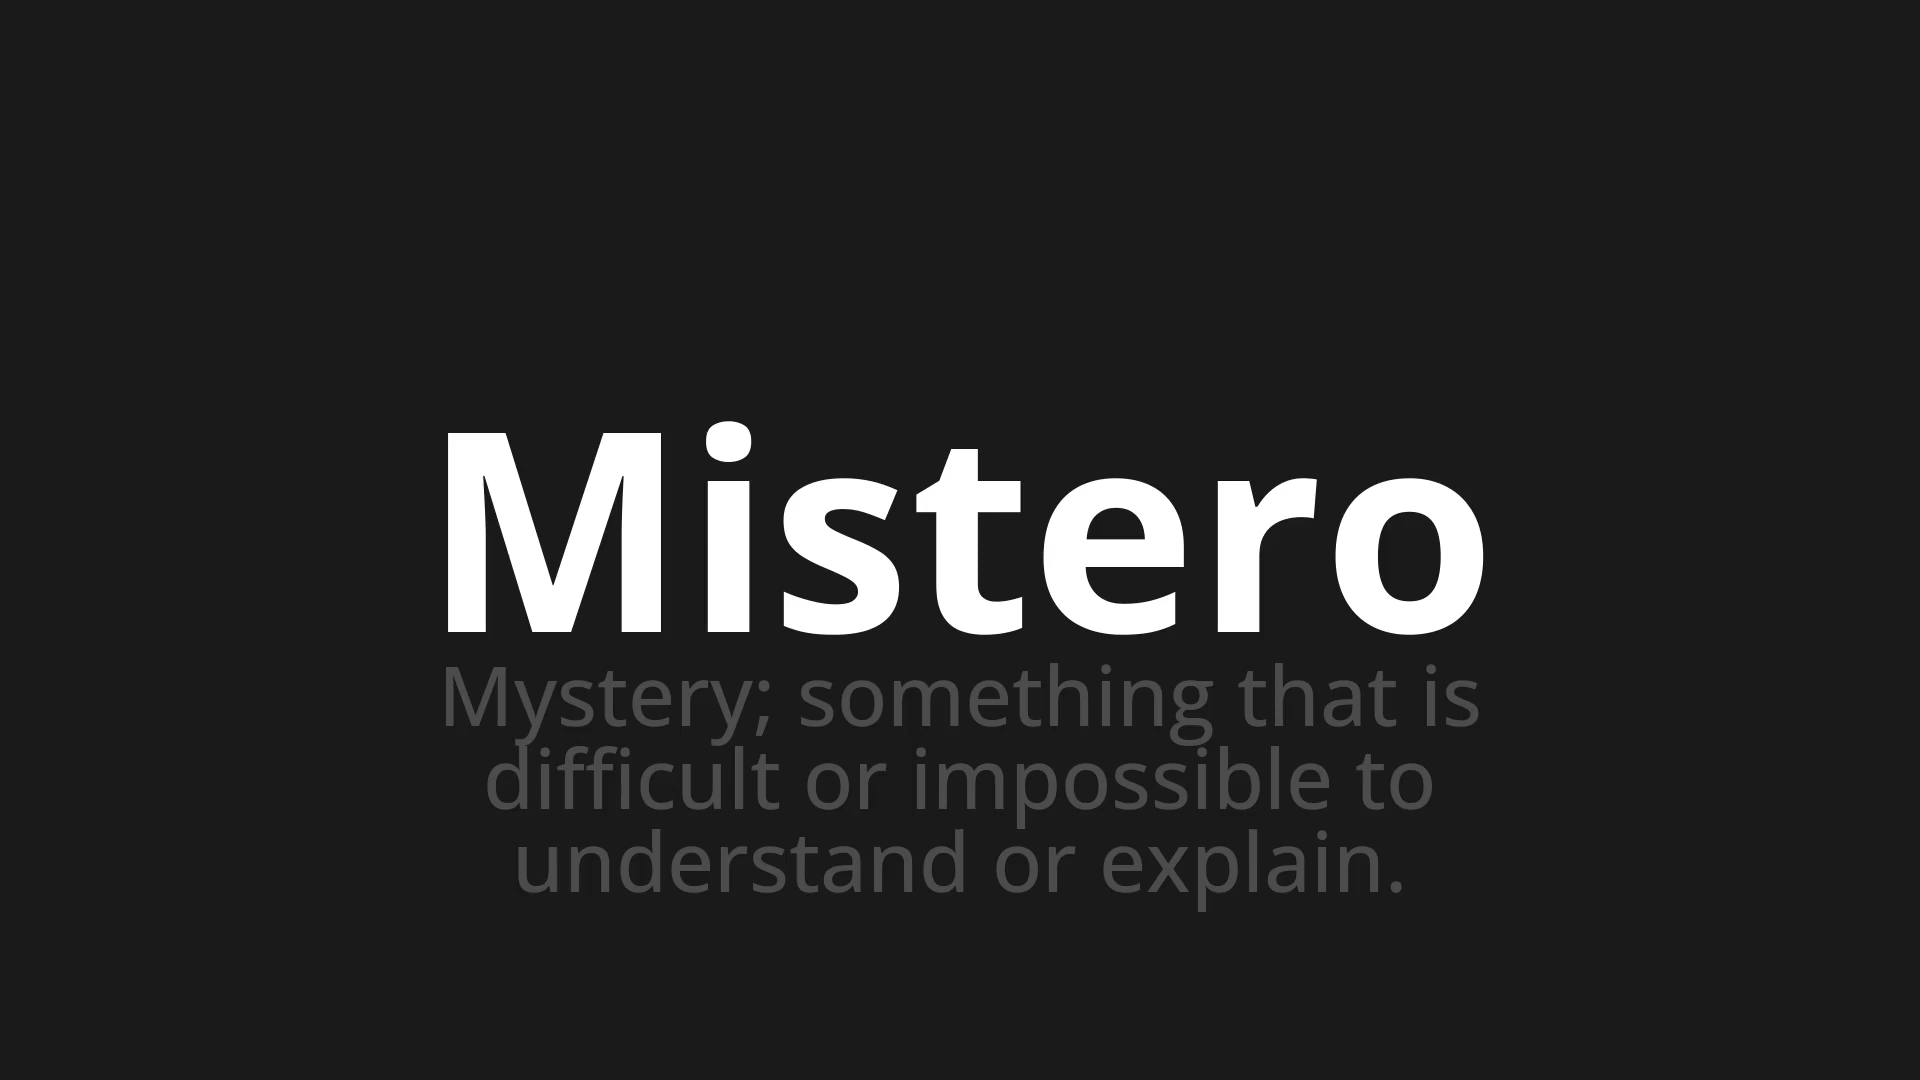 Mistero
Mystery; something that is
difficult or impossible to
understand or explain.